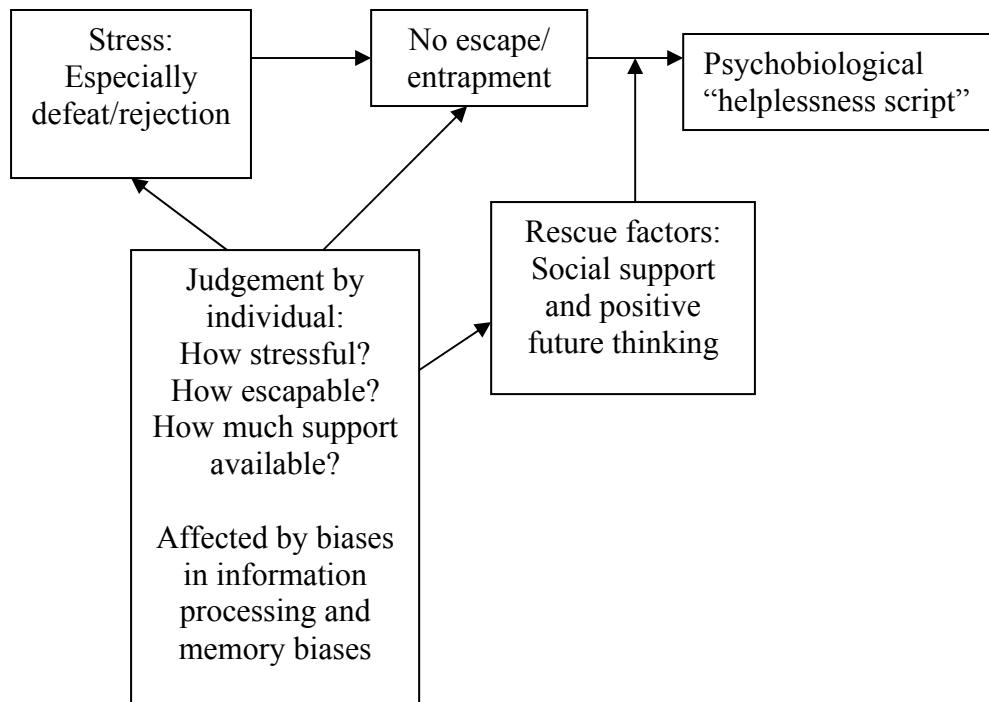 Stress:
Especially
defeat/rejection
No escape/
entrapment
Psychobiological
“helplessness script”
Rescue factors:
Social support
and positive
future thinking
Judgement by
individual:
How stressful?
How escapable?
How much support
available?
Affected by biases
in information
processing and
memory biases